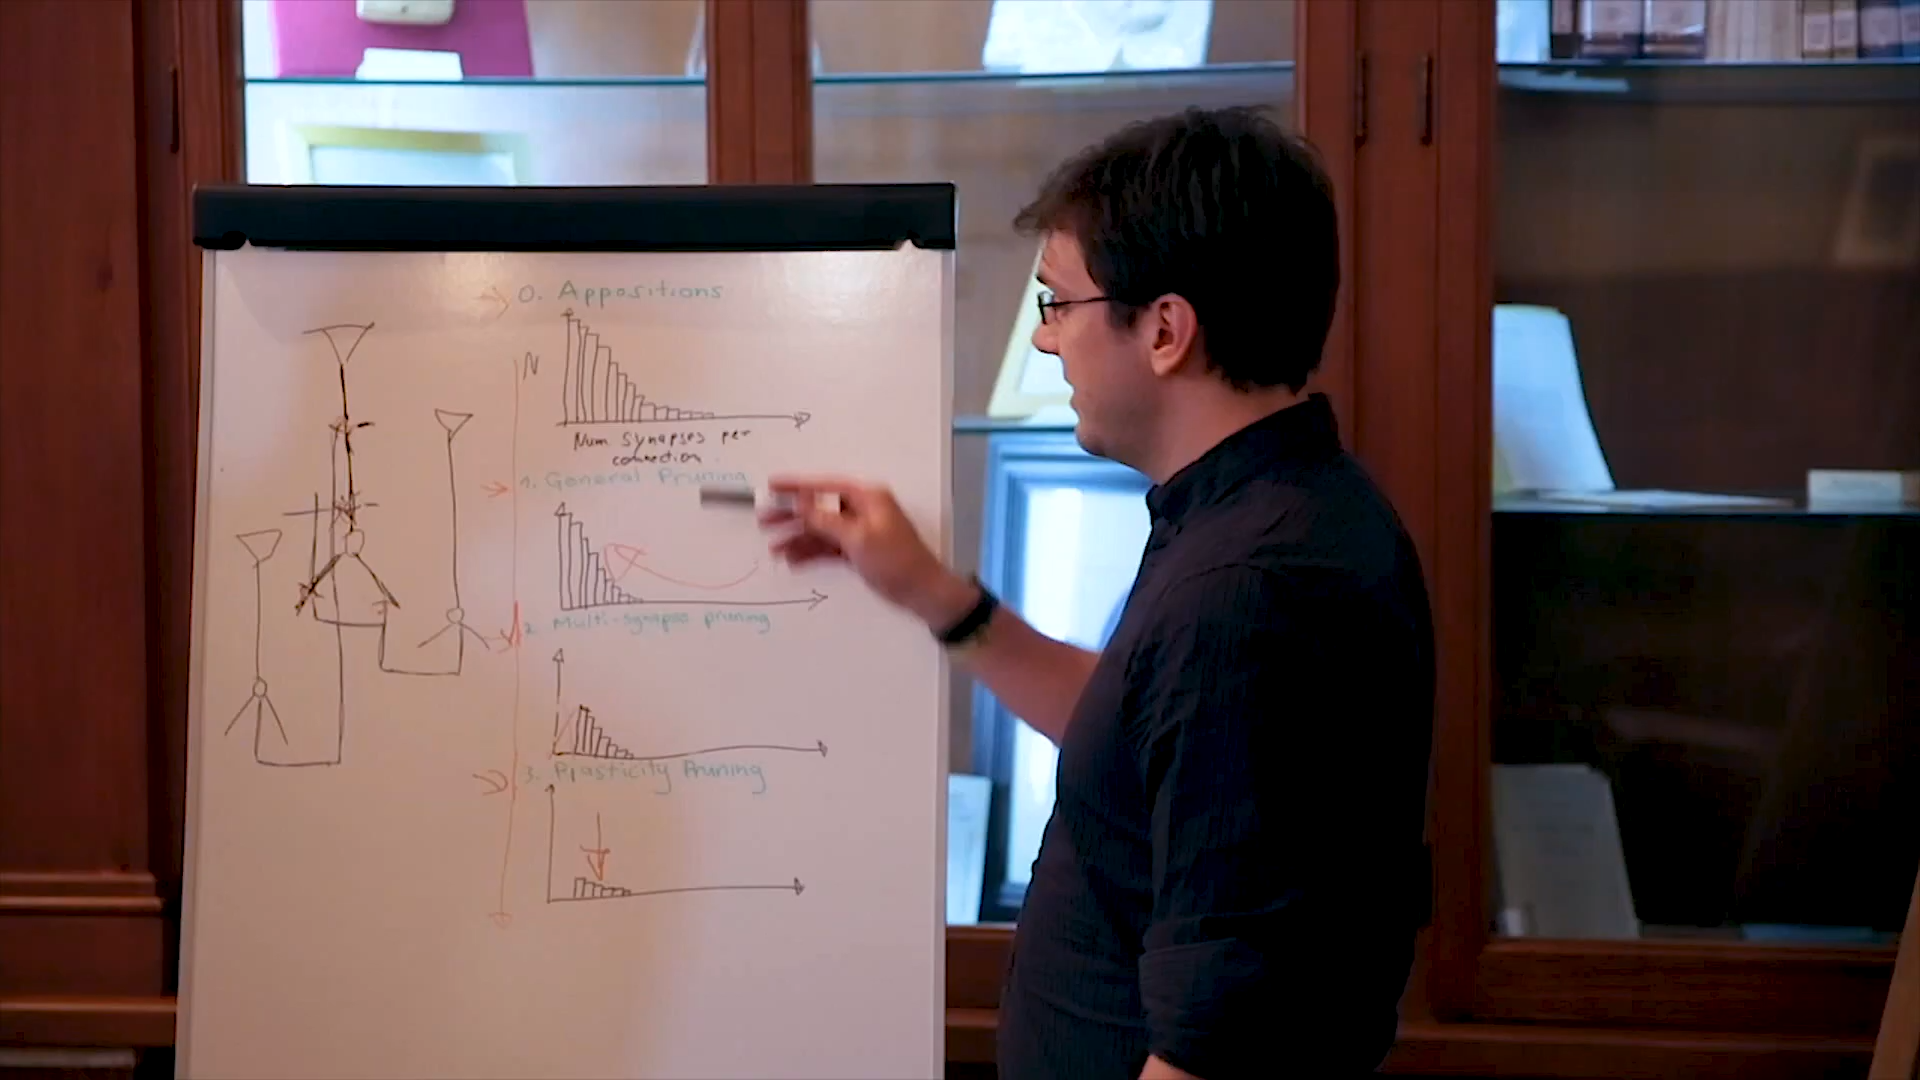 0. Appositions
N
Num synapses per
connection
1. General Pruning
2. Multi-synapse pruning
3. Plasticity Pruning